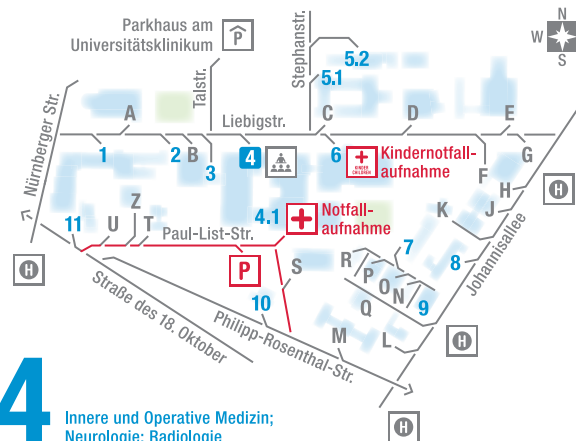 Parkhaus am
Universitätsklinikum
P
Stephanstr.
5.2
5.1
N
W
S
Talstr.
Nürnberger Str.
A
Liebigstr.
C
D
E
1
2
B
3
4
6
KINDER
CHILDREN
Kindernotfall-
aufnahme
F
G
H
H
Z
11
U
T
Paul-List-Str.
4.1
Notfall-
aufnahme
K
J
Johannisallee
H
P
S
R
P
O
N
7
8
9
Q
10
Straße des 18. Oktober
Philipp-Rosenthal-Str.
M
L
H
H
4
Innere und Operative Medizin;
Neurologie; Radiologie